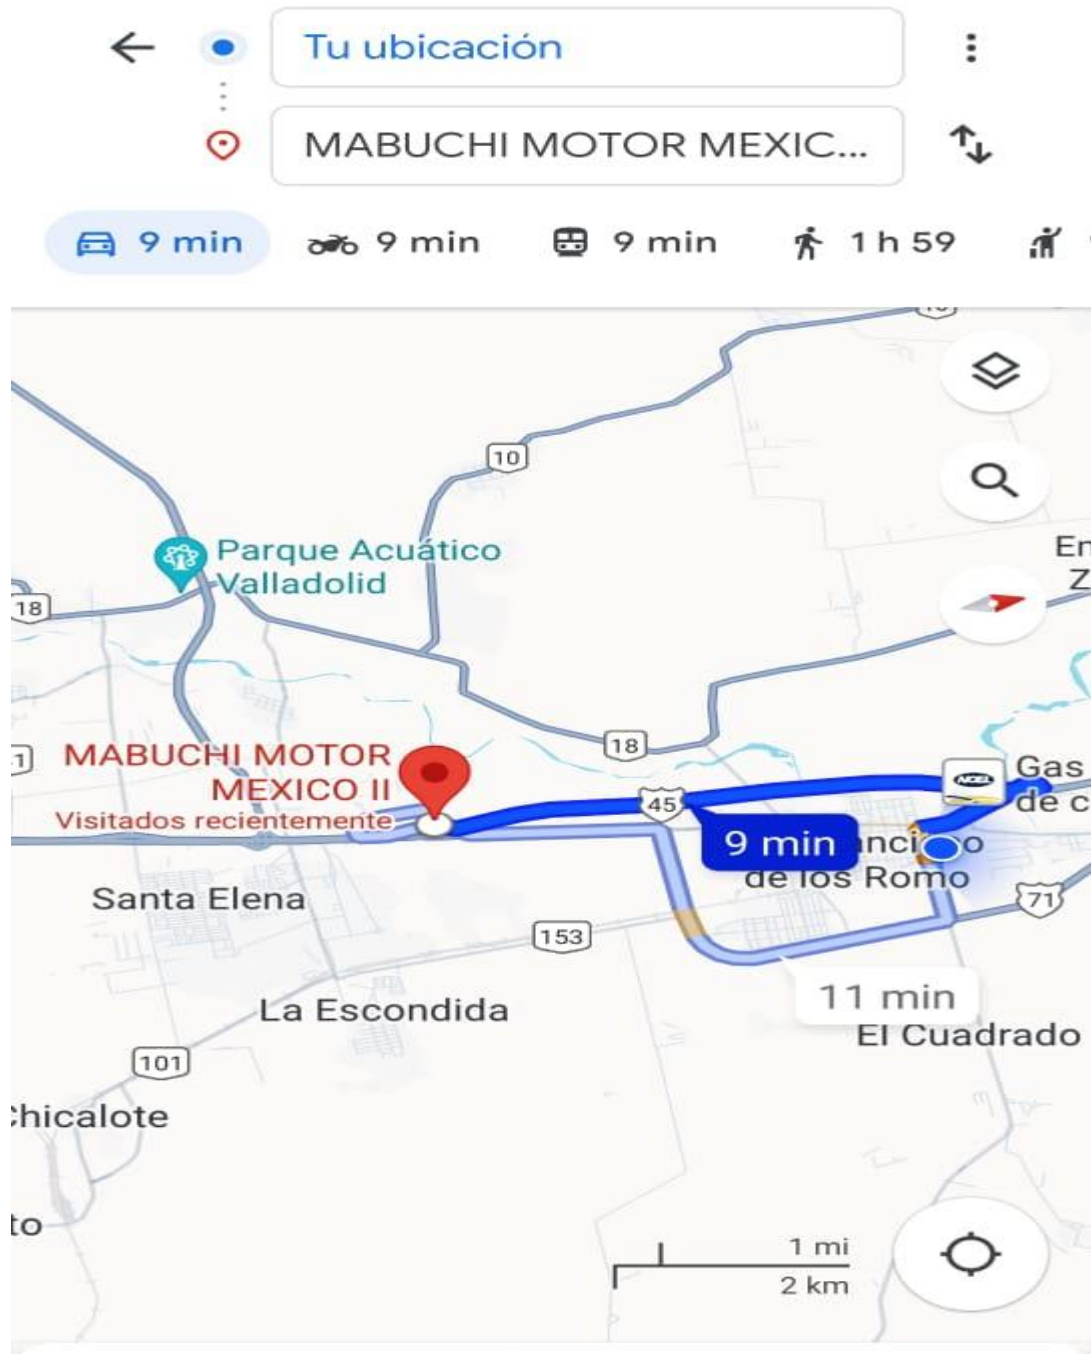 Tu ubicación
MABUCHI MOTOR MEXIC...
9 min
9 min
9 min
1 h 59
10
Parque Acuático
Valladolid
En
Z
18
18
MABUCHI MOTOR
MEXICO II
Visitados recientemente
45
Gas
de c
9 min
de los Romo
Santa Elena
71
153
11 min
La Escondida
El Cuadrado
101
Chicalote
to
1 mi
2 km